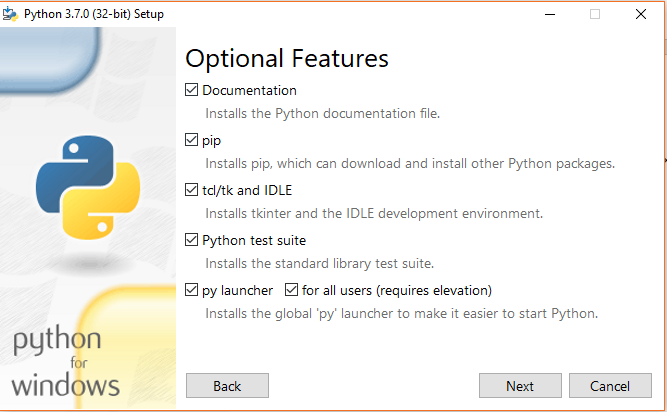 Python 3.7.0 (32-bit) Setup
Optional Features
Documentation
Installs the Python documentation file.
pip
Installs pip, which can download and install other Python packages.
tcl/tk and IDLE
Installs tkinter and the IDLE development environment.
Python test suite
Installs the standard library test suite.
py launcher for all users (requires elevation)
Installs the global 'py' launcher to make it easier to start Python.
python
for
windows
Back Next Cancel